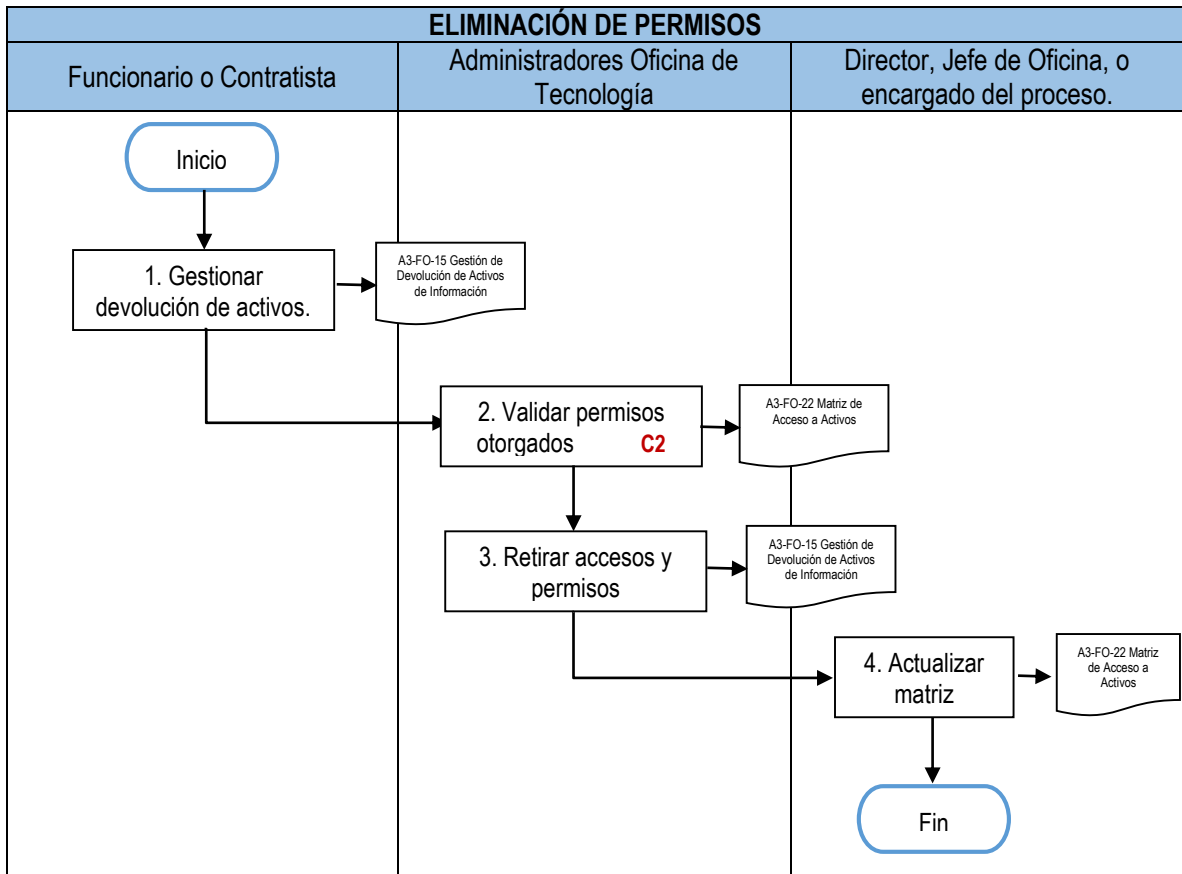 ELIMINACIÓN DE PERMISOS
Funcionario o Contratista
Administradores Oficina de
Tecnología
Director, Jefe de Oficina, o
encargado del proceso.
Inicio
1. Gestionar
devolución de activos.
A3-FO-15 Gestión de
Devolución de Activos
de Información
2. Validar permisos
otorgados C2
A3-FO-22 Matriz de
Acceso a Activos
3. Retirar accesos y
permisos
A3-FO-15 Gestión de
Devolución de Activos
de Información
4. Actualizar
matriz
A3-FO-22 Matriz
de Acceso a
Activos
Fin